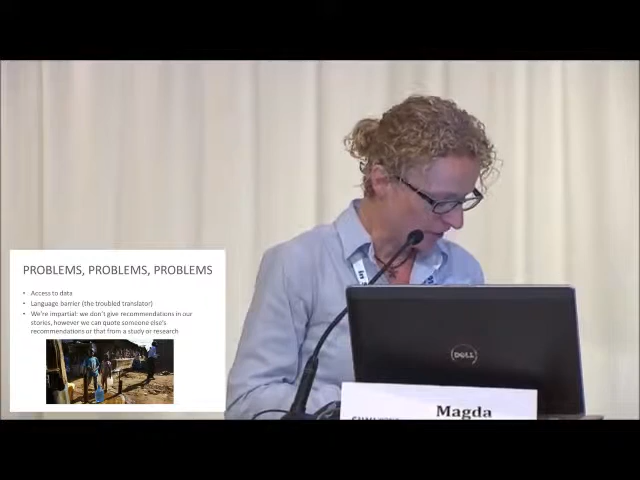 PROBLEMS, PROBLEMS, PROBLEMS
• Access to data
• Language barrier (the troubled translator)
• We're impartial: we don't give recommendations in our
stories, however we can quote someone else's
recommendations or that from a study or research
DELL
Magda